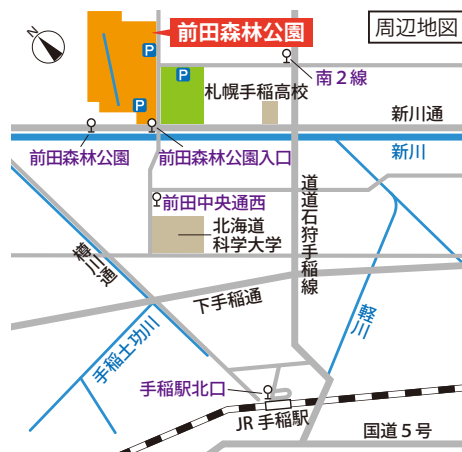 N
前田森林公園
周辺地図
P
P
P
南２線
札幌手稲高校
新川通
前田森林公園
前田森林公園入口
新川
前田中央通西
北海道
科学大学
道道石狩手稲線
樽川通
下手稲通
軽川
手稲土功川
手稲駅北口
JR 手稲駅
国道５号